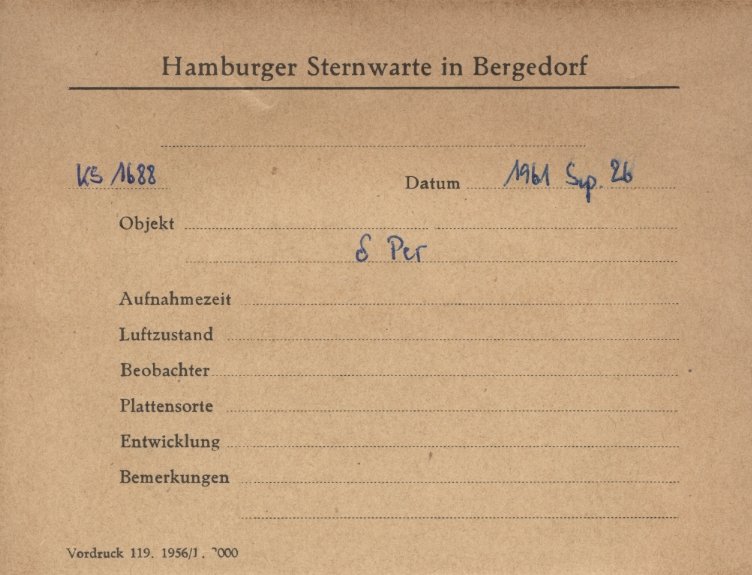 Hamburger Sternwarte in Bergedorf
KS 1688 Datum 1961 Sep. 26
Objekt
δ Per
Aufnahmezeit
Luftzustand
Beobachter
Plattensorte
Entwicklung
Bemerkungen
Vordruck 119. 1956/1.